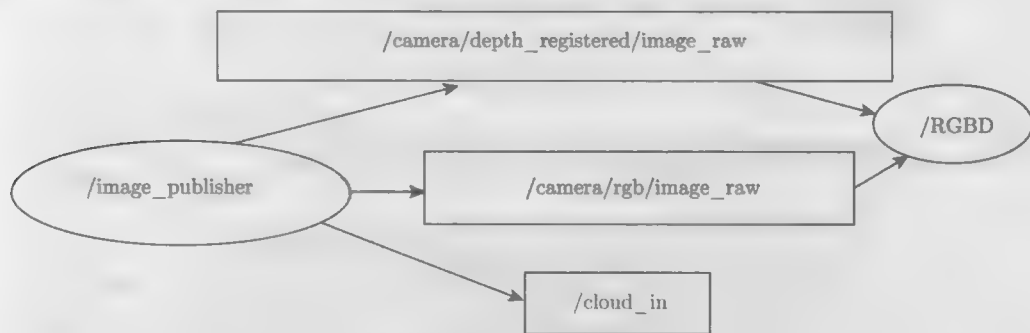 /camera/depth_registered/image_raw
/RGBD
/image_publisher
/camera/rgb/image_raw
/cloud_in